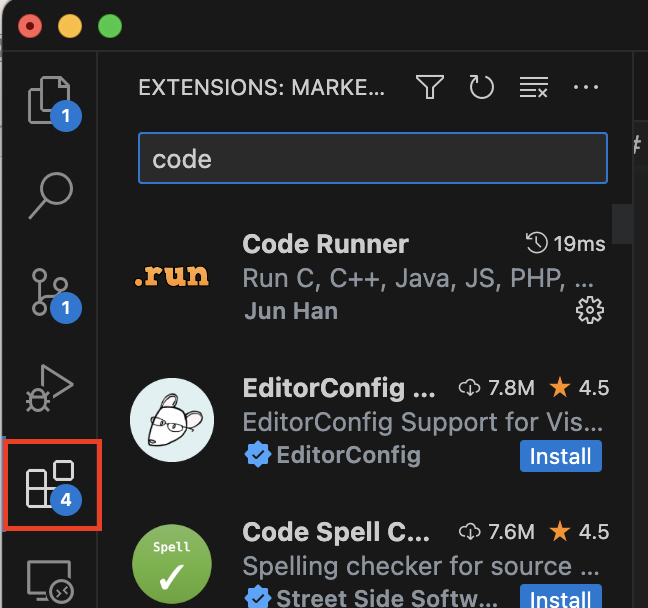 EXTENSIONS: MARKE...
1
code
#
Code Runner 19ms
.run
Run C, C++, Java, JS, PHP, ...
Jun Han
1
EditorConfig ... 7.8M 4.5
EditorConfig Support for Vis...
EditorConfig Install
4
Code Spell C... 7.6M 4.5
Spell
Spelling checker for source ...
Street Side Softw... Install